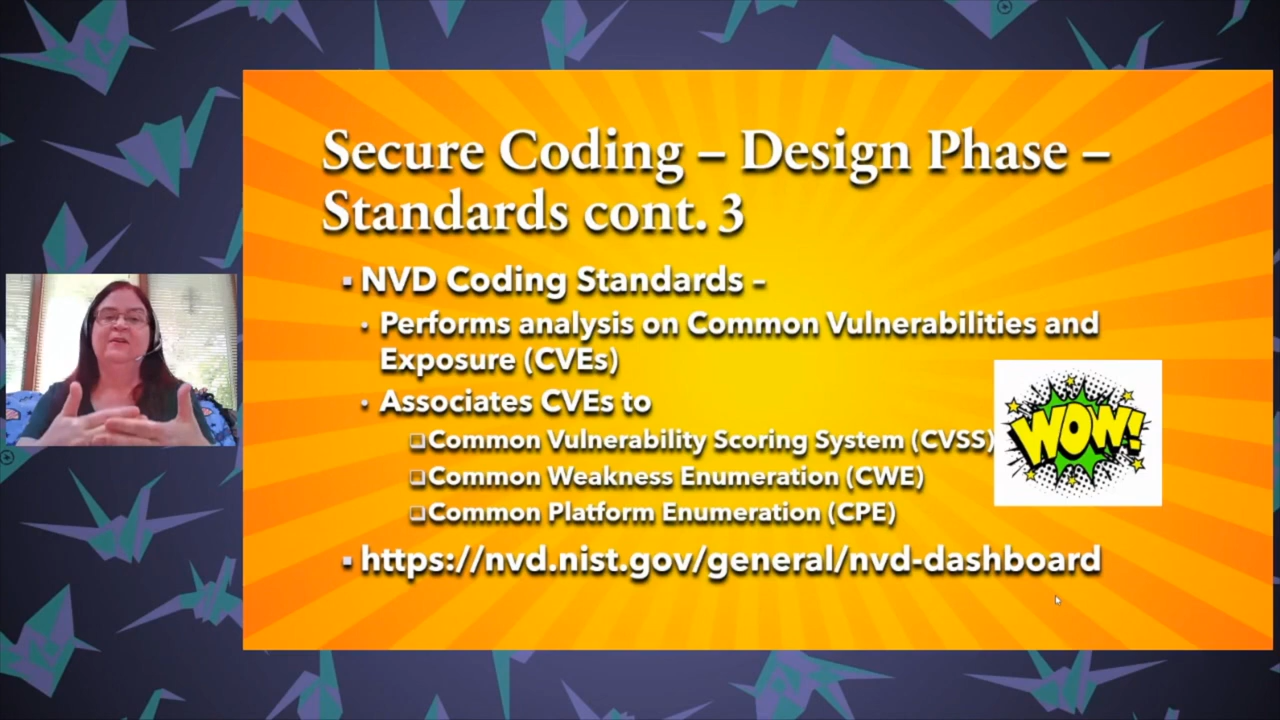 Secure Coding – Design Phase –
Standards cont. 3
▪ NVD Coding Standards –
• Performs analysis on Common Vulnerabilities and
Exposure (CVEs)
• Associates CVEs to
❑Common Vulnerability Scoring System (CVSS)
❑Common Weakness Enumeration (CWE)
❑Common Platform Enumeration (CPE)
WOW!
▪ https://nvd.nist.gov/general/nvd-dashboard